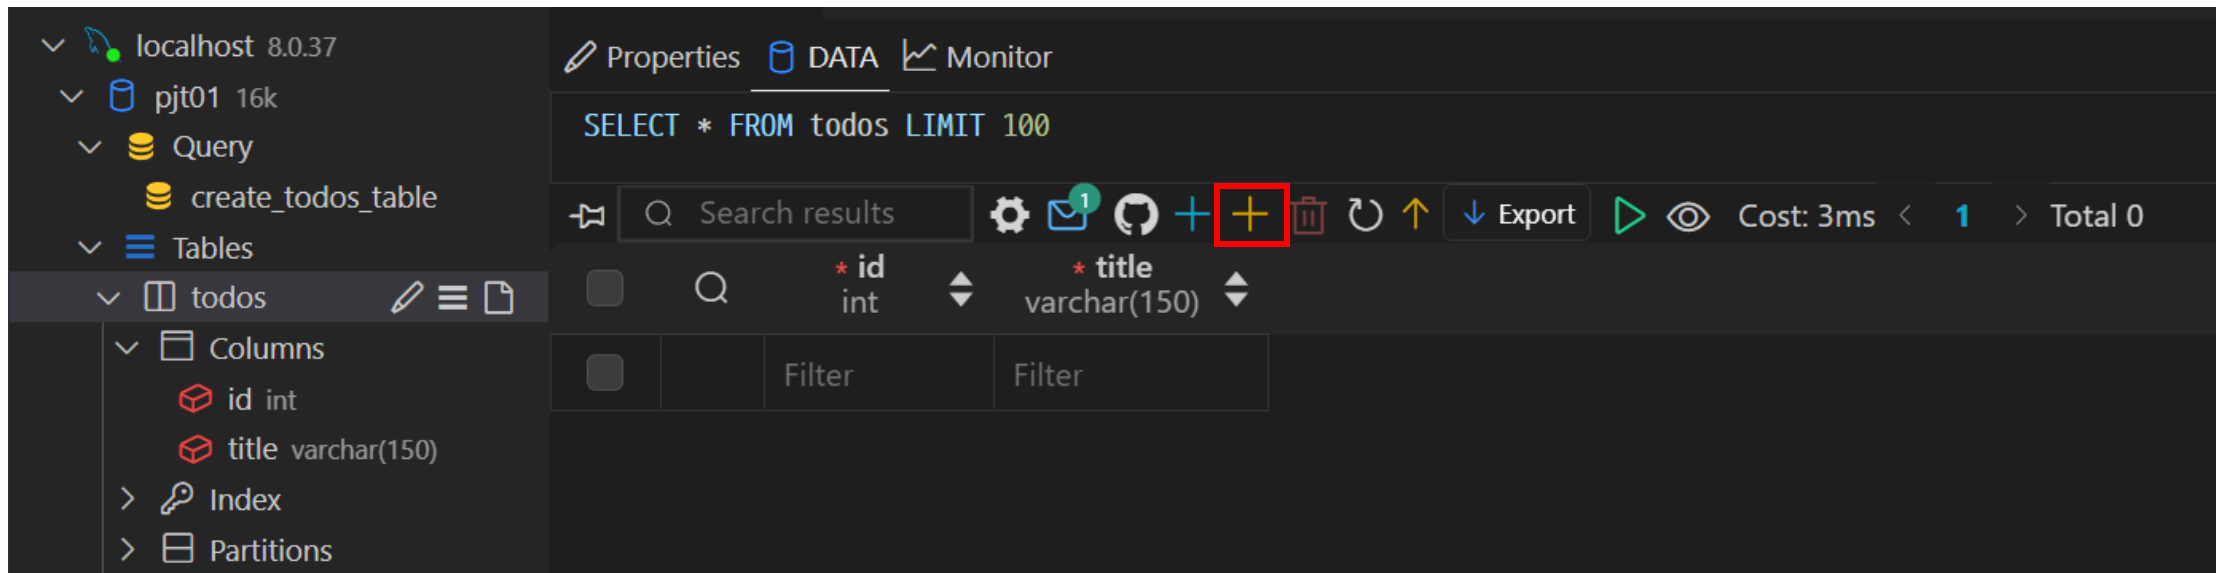 localhost 8.0.37
pjt01 16k
Query
create_todos_table
Tables
todos
Columns
id int
title varchar(150)
Index
Partitions
Properties DATA Monitor
SELECT * FROM todos LIMIT 100
Search results 1 Export Cost: 3ms < 1 > Total 0
* id * title
int varchar(150)
Filter Filter